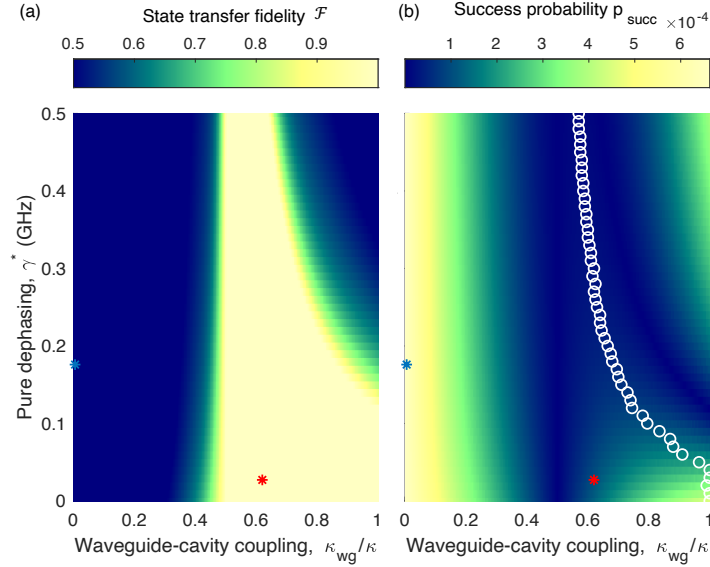 (a) State transfer fidelity ℱ
0.5 0.6 0.7 0.8 0.9
(b) Success probability p succ ×10⁻⁴
1 2 3 4 5 6
0.5
0.4
0.3
0.2
0.1
0
Pure dephasing, γ* (GHz)
0 0.2 0.4 0.6 0.8 1
Waveguide-cavity coupling, κwg/κ
0 0.2 0.4 0.6 0.8 1
Waveguide-cavity coupling, κwg/κ